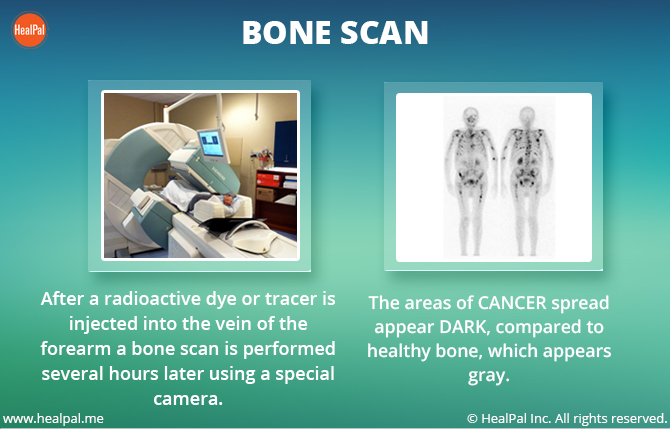 HealPal
BONE SCAN
After a radioactive dye or tracer is
injected into the vein of the
forearm a bone scan is performed
several hours later using a special
camera.
The areas of CANCER spread
appear DARK, compared to
healthy bone, which appears
gray.
www.healpal.me
© HealPal Inc. All rights reserved.